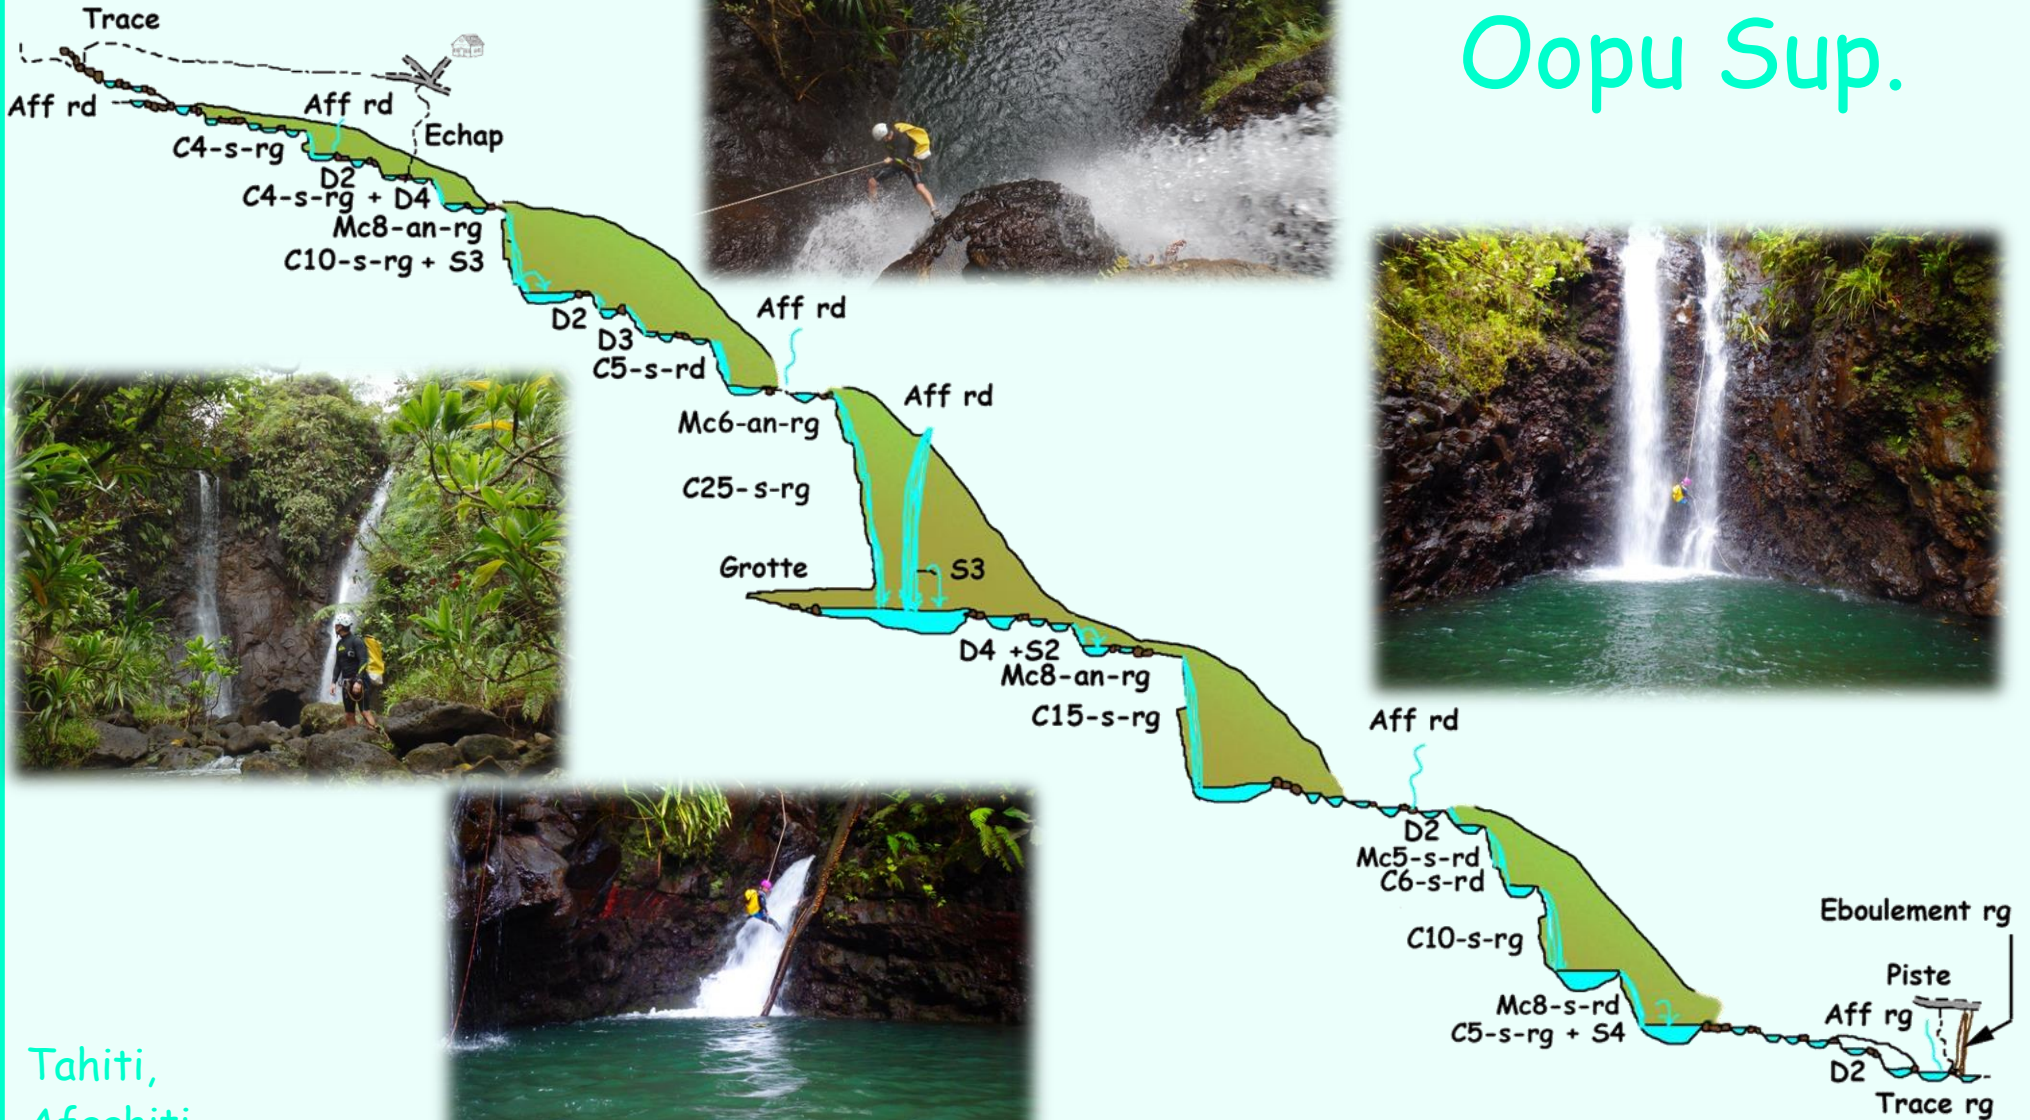 Oopu Sup.
Trace
Aff rd
Aff rd
Echap
C4-s-rg
D2
C4-s-rg + D4
Mc8-an-rg
C10-s-rg + S3
D2
D3
C5-s-rd
Aff rd
Mc6-an-rg
Aff rd
C25-s-rg
Grotte
S3
D4 +S2
Mc8-an-rg
C15-s-rg
Aff rd
D2
Mc5-s-rd
C6-s-rd
C10-s-rg
Mc8-s-rd
C5-s-rg + S4
Eboulement rg
Piste
Aff rg
D2
Trace rg
Tahiti,